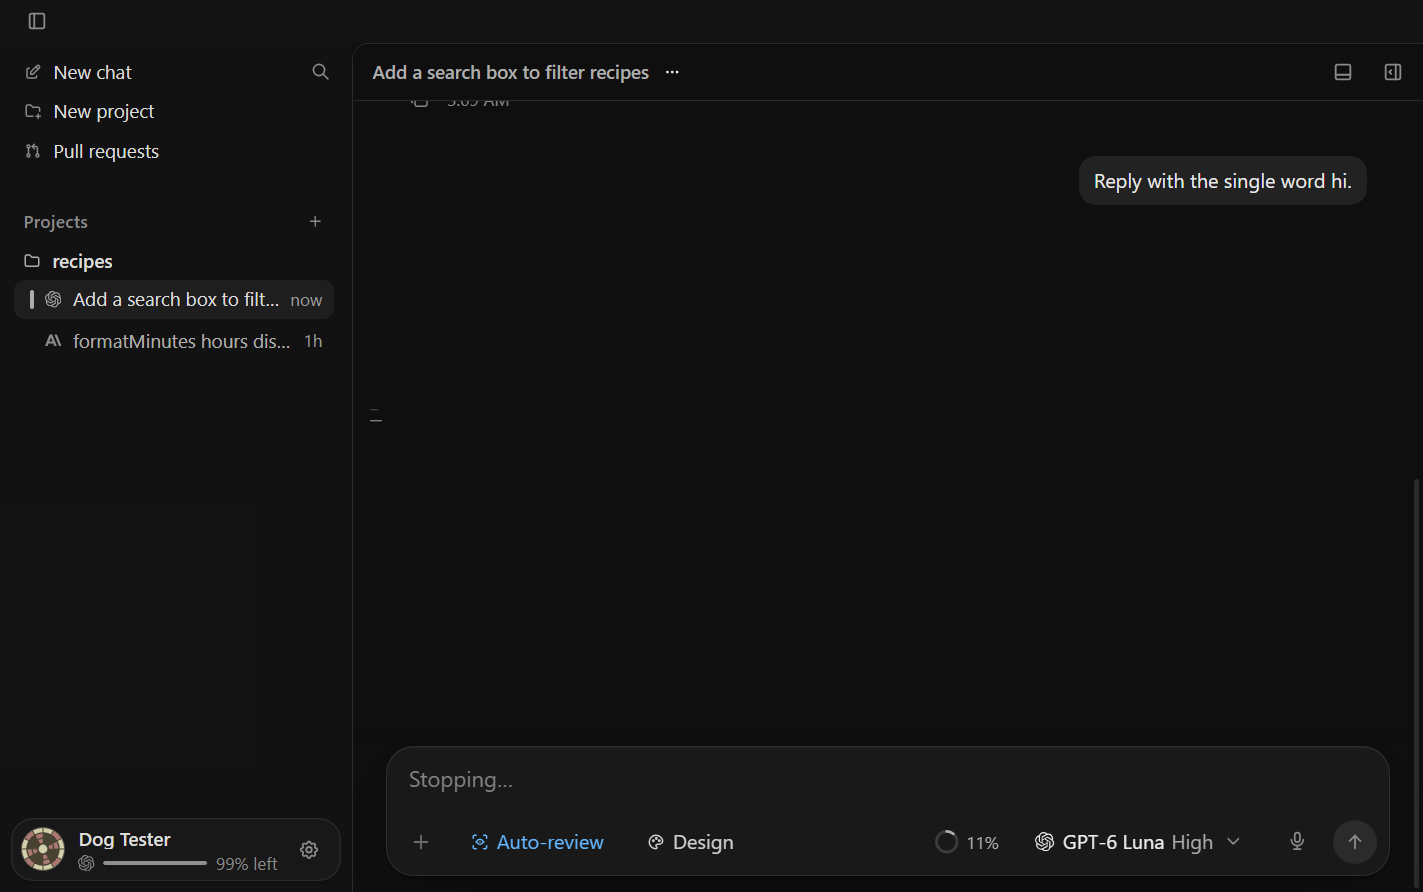 New chat
New project
Pull requests
Projects
recipes
Add a search box to filt... now
formatMinutes hours dis... 1h
Dog Tester
99% left
Add a search box to filter recipes
Reply with the single word hi.
Stopping...
Auto-review
Design
11%
GPT-6 Luna High